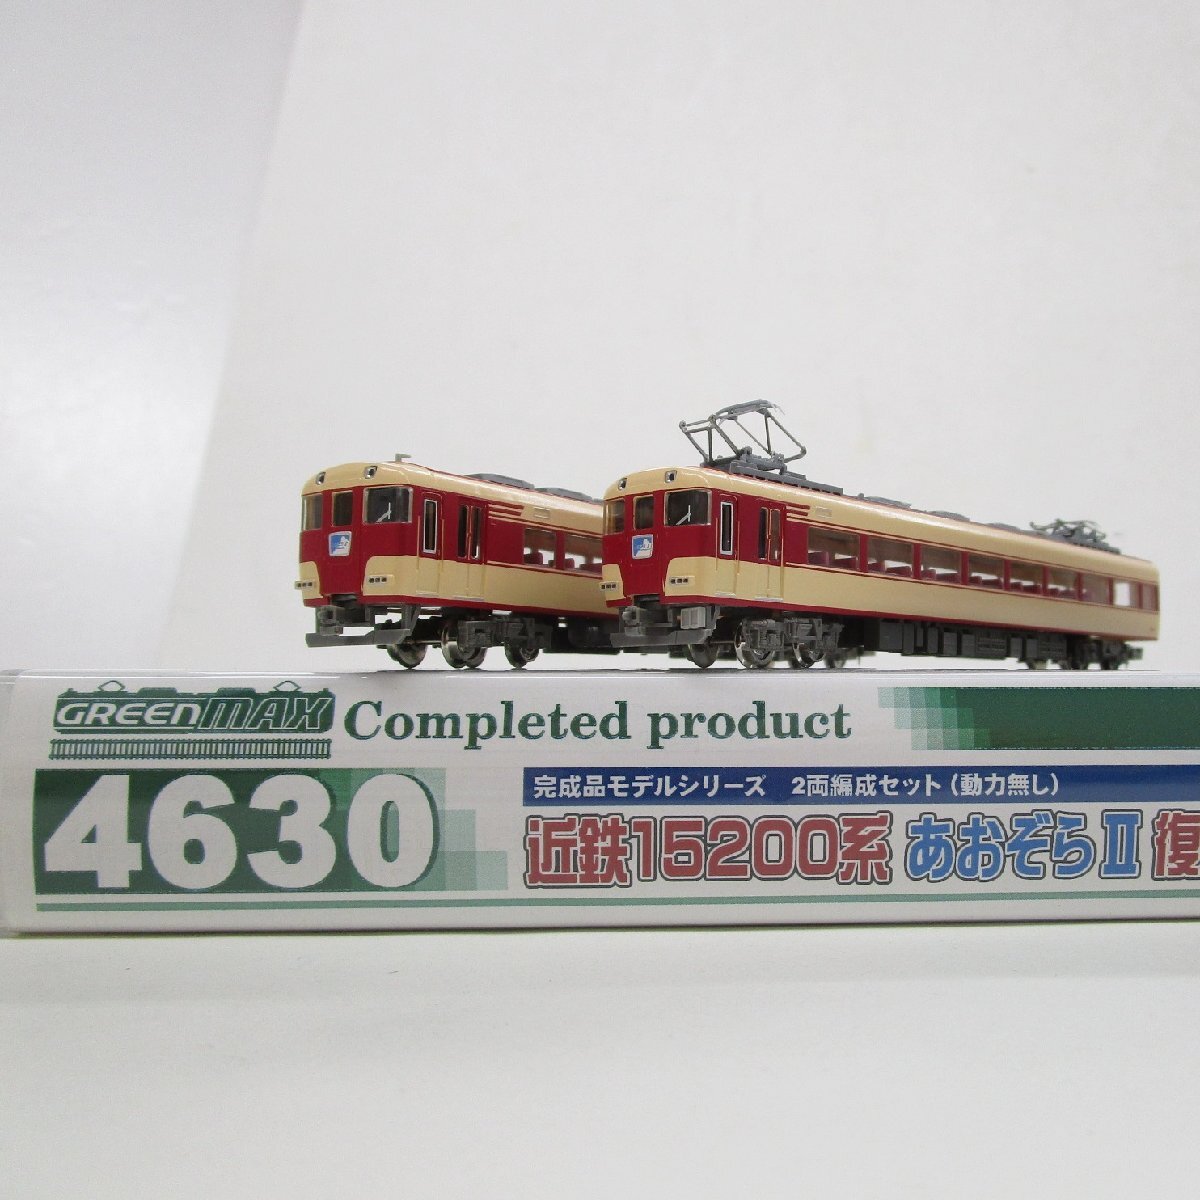 GREENMAX Completed product
4630
完成品モデルシリーズ 2両編成セット(動力無し)
近鉄15200系 あおぞらⅡ 復